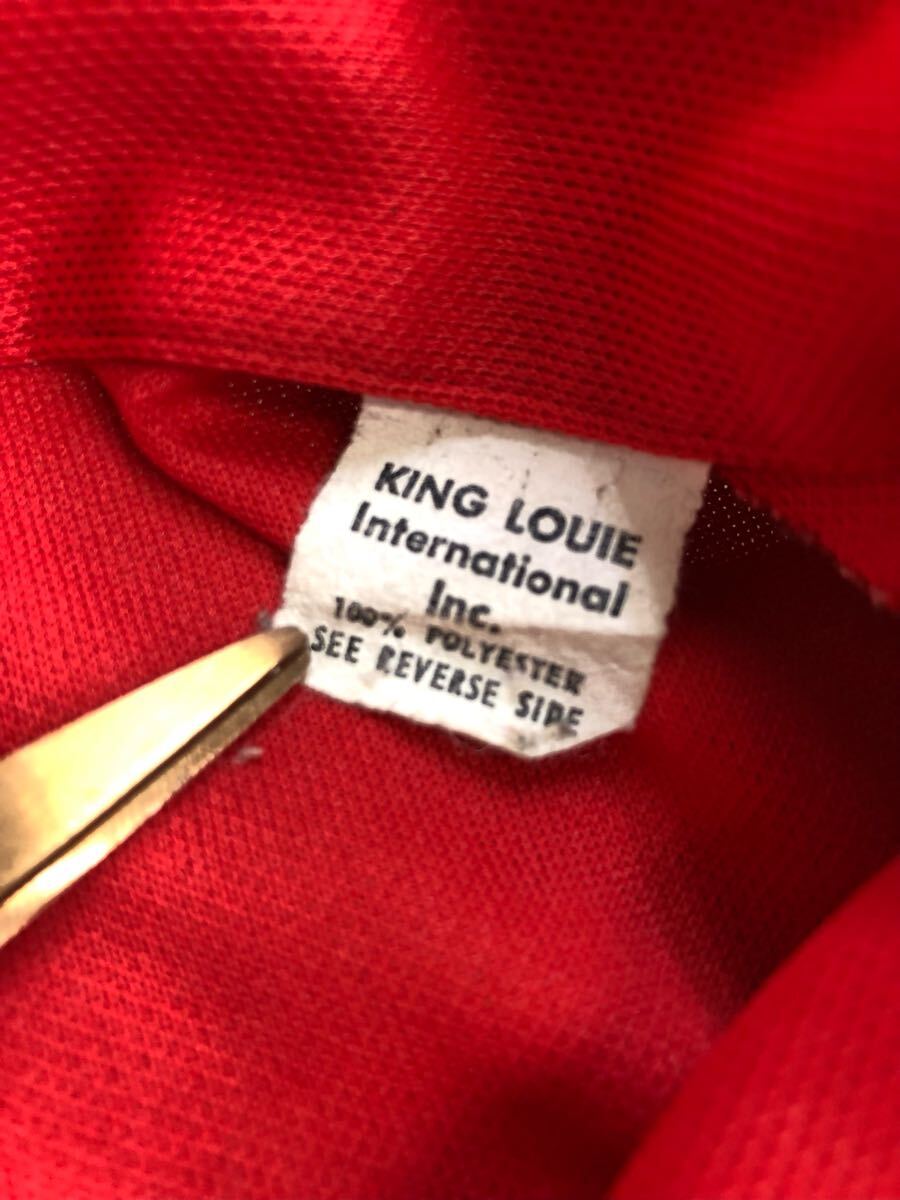 KING LOUIE
International
Inc.
100% POLYESTER
SEE REVERSE SIDE